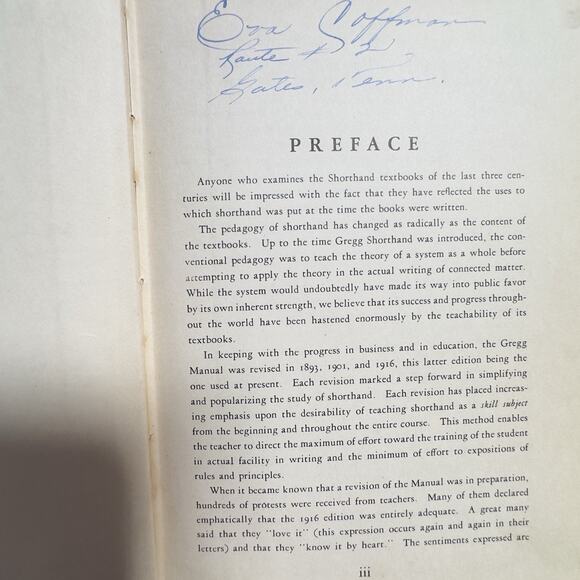 Eva Coffman
Route # 2
Gates, Tenn.
PREFACE
Anyone who examines the Shorthand textbooks of the last three cen-
turies will be impressed with the fact that they have reflected the uses to
which shorthand was put at the time the books were written.
The pedagogy of shorthand has changed as radically as the content of
the textbooks. Up to the time Gregg Shorthand was introduced, the con-
ventional pedagogy was to teach the theory of a system as a whole before
attempting to apply the theory in the actual writing of connected matter.
While the system would undoubtedly have made its way into public favor
by its own inherent strength, we believe that its success and progress through-
out the world have been hastened enormously by the teachability of its
textbooks.
In keeping with the progress in business and in education, the Gregg
Manual was revised in 1893, 1901, and 1916, this latter edition being the
one used at present. Each revision marked a step forward in simplifying
and popularizing the study of shorthand. Each revision has placed increas-
ing emphasis upon the desirability of teaching shorthand as a skill subject
from the beginning and throughout the entire course. This method enables
the teacher to direct the maximum of effort toward the training of the student
in actual facility in writing and the minimum of effort to expositions of
rules and principles.
When it became known that a revision of the Manual was in preparation,
hundreds of protests were received from teachers. Many of them declared
emphatically that the 1916 edition was entirely adequate. A great many
said that they "love it" (this expression occurs again and again in their
letters) and that they "know it by heart." The sentiments expressed are
iii